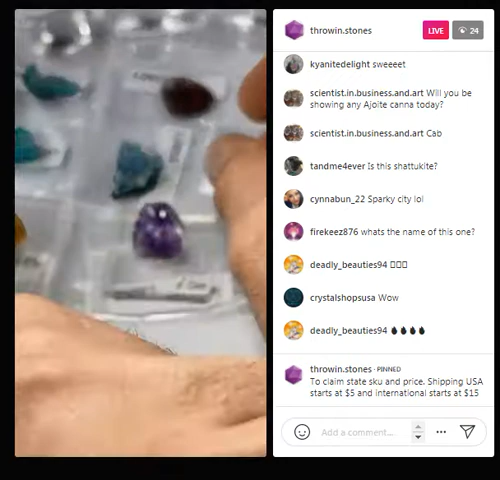 throwin.stones
LIVE
24
kyanitedelight sweeeet
scientist.in.business.and.art Will you be
showing any Ajoite canna today?
scientist.in.business.and.art Cab
tandme4ever Is this shattukite?
cynnabun_22 Sparky city lol
firekeez876 whats the name of this one?
deadly_beauties94
crystalshopsusa Wow
deadly_beauties94
throwin.stones · PINNED
To claim state sku and price. Shipping USA
starts at $5 and international starts at $15
Add a comment...